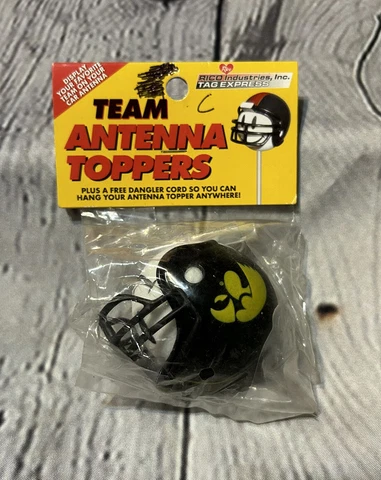 DISPLAY
YOUR FAVORITE
TEAM ON YOUR
CAR ANTENNA
RICO Industries, Inc.
TAG EXPRESS
C
TEAM
ANTENNA
TOPPERS
PLUS A FREE DANGLER CORD SO YOU CAN
HANG YOUR ANTENNA TOPPER ANYWHERE!